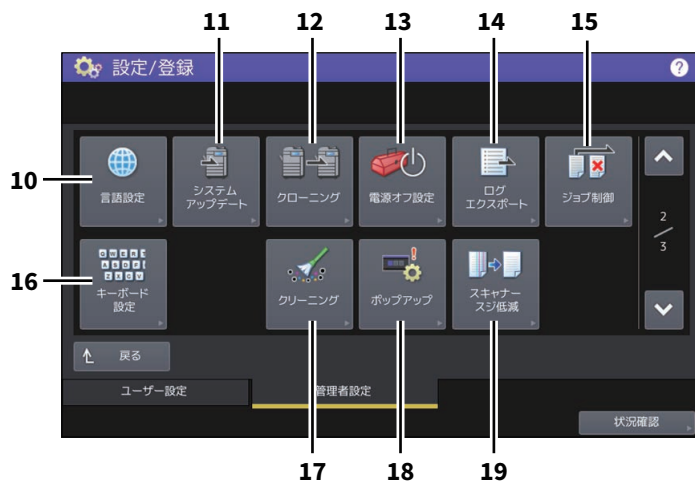 11 12 13 14 15
設定/登録 ?
10
言語設定
システム
アップデート
クローニング
電源オフ設定
ログ
エクスポート
ジョブ制御
2
3
16
QWERT
ASDF
ZXCV
キーボード
設定
クリーニング
ポップアップ
スキャナー
スジ低減
戻る
ユーザー設定 管理者設定
状況確認
17 18 19